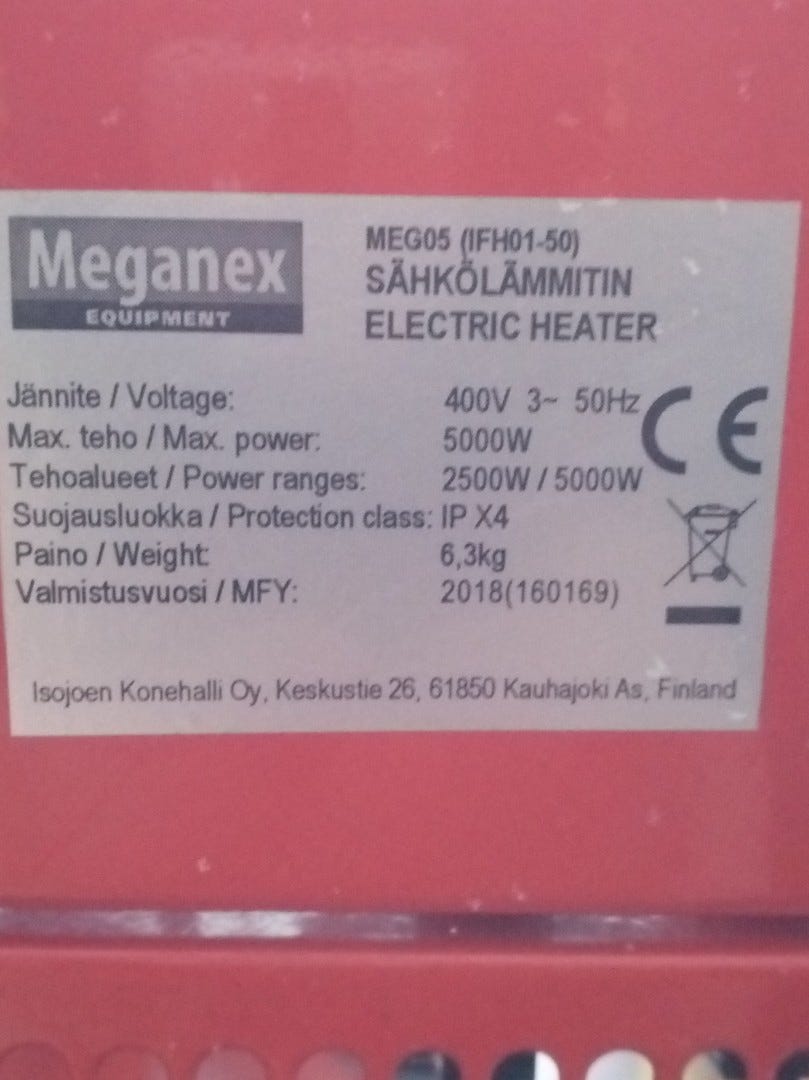 Meganex
EQUIPMENT
MEG05 (IFH01-50)
SÄHKÖLÄMMITIN
ELECTRIC HEATER
Jännite / Voltage: 400V 3~ 50Hz
Max. teho / Max. power: 5000W
Tehoalueet / Power ranges: 2500W / 5000W
Suojausluokka / Protection class: IP X4
Paino / Weight: 6,3kg
Valmistusvuosi / MFY: 2018(160169)
CE
Isojoen Konehalli Oy, Keskustie 26, 61850 Kauhajoki As, Finland